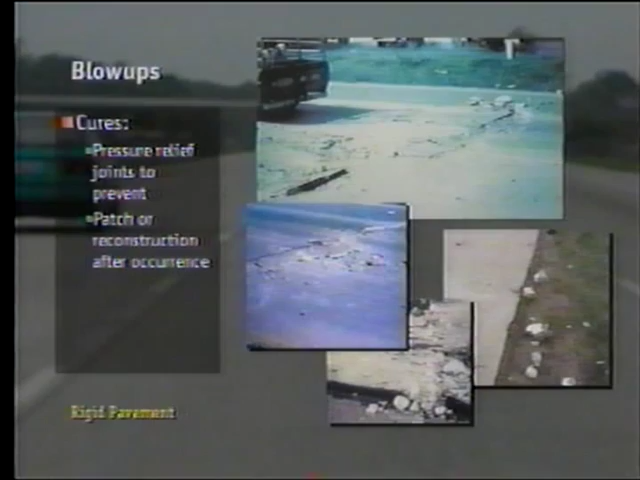 Blowups
Cures:
Pressure relief
joints to
prevent
Patch or
reconstruction
after occurrence
Rigid Pavement